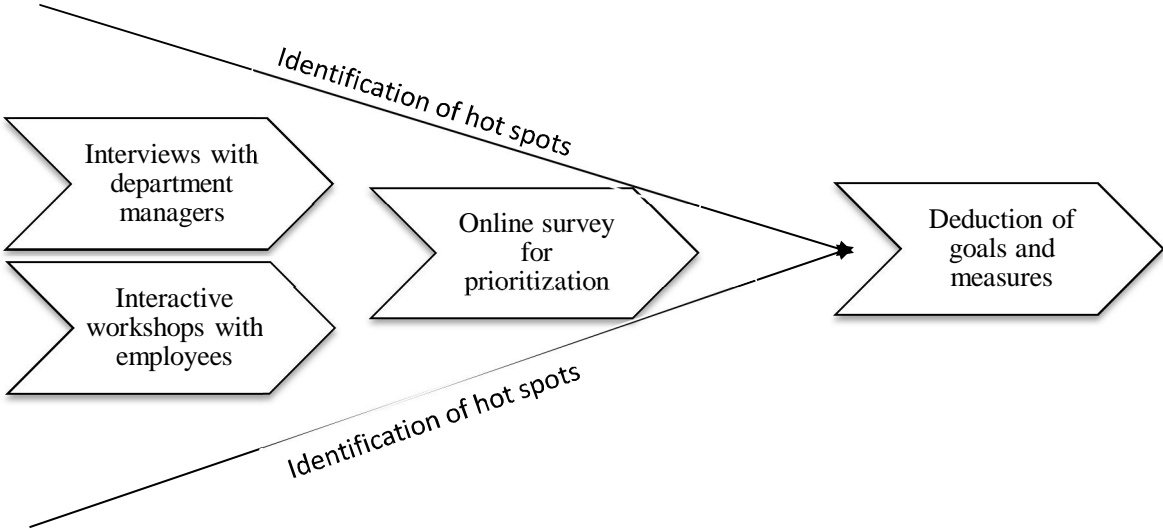 Identification of hot spots
Interviews with
department
managers
Interactive
workshops with
employees
Online survey
for
prioritization
Deduction of
goals and
measures
Identification of hot spots